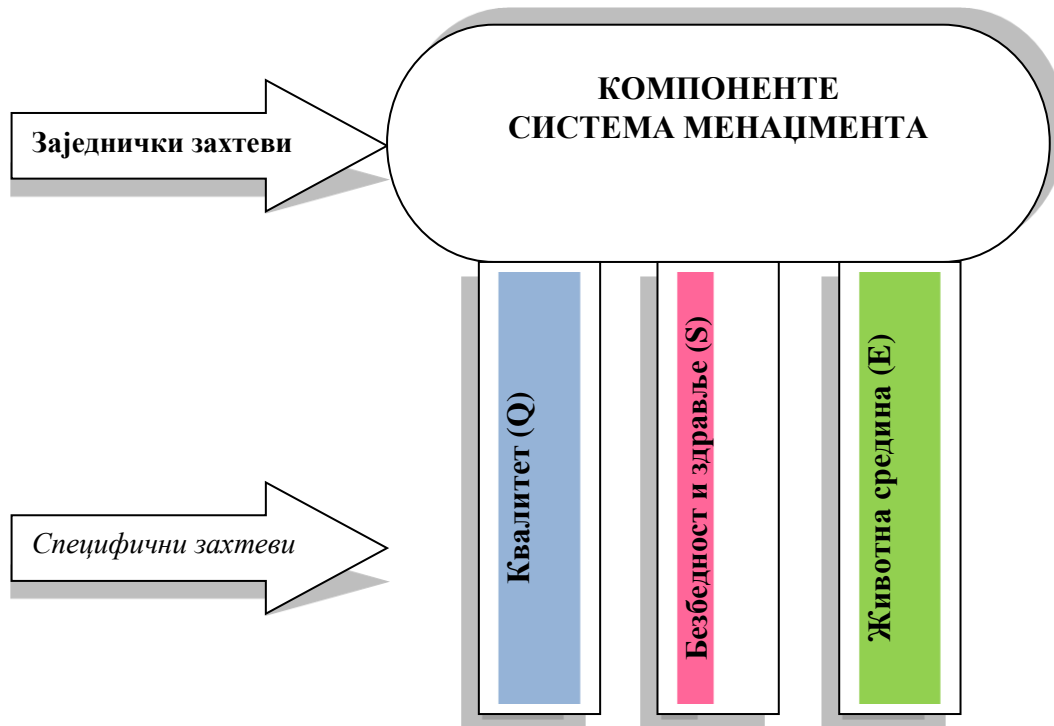 КОМПОНЕНТЕ
СИСТЕМА МЕНАЏМЕНТА
Заједнички захтеви
Специфични захтеви
Квалитет (Q)
Безбедност и здравље (S)
Животна средина (E)